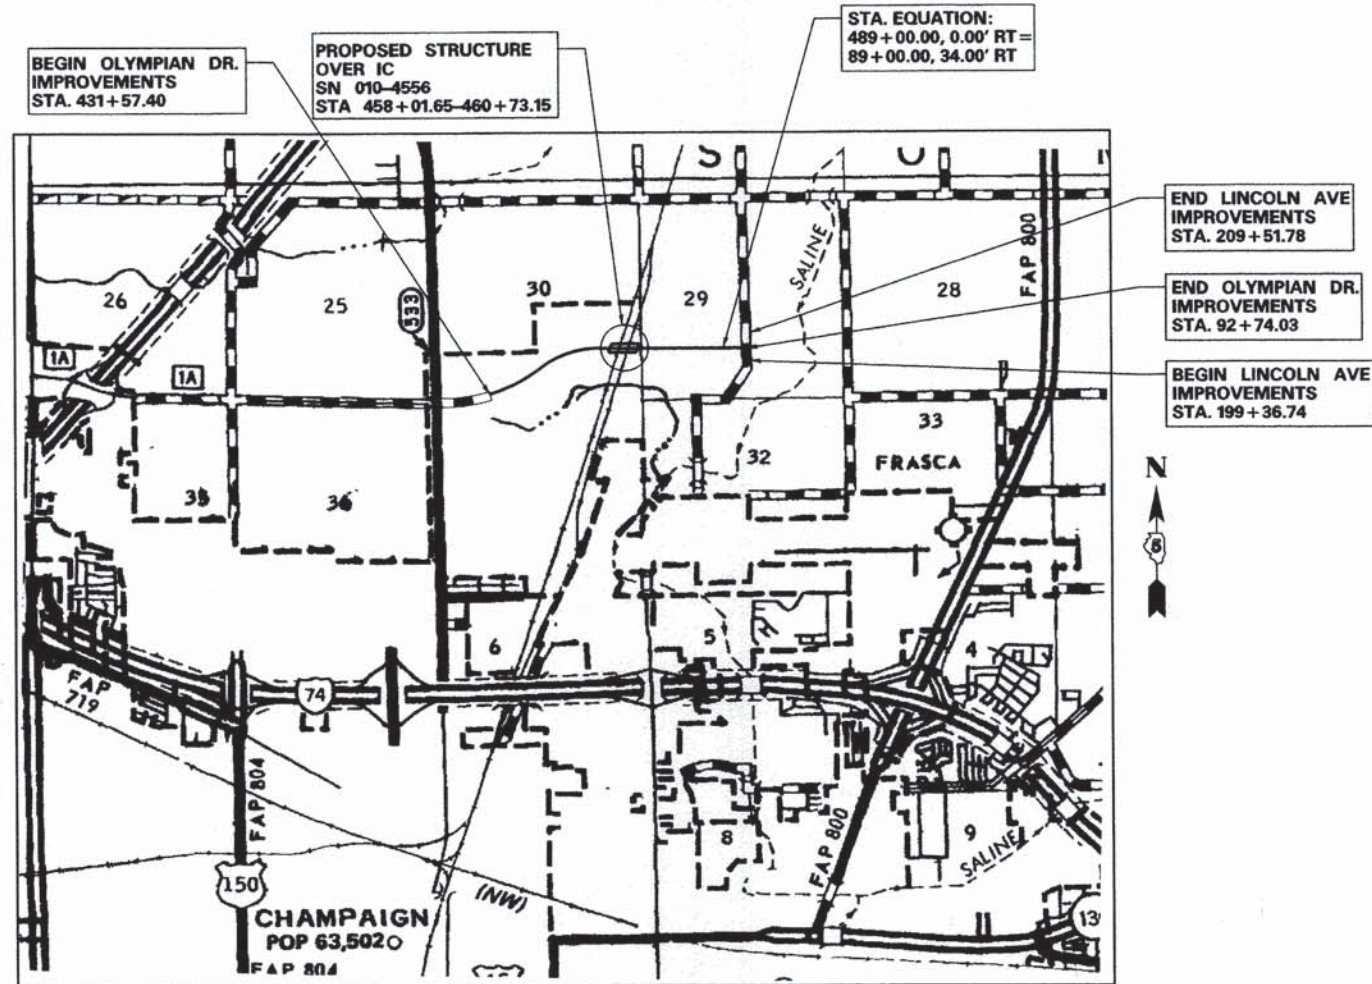 STA. EQUATION:
489+00.00, 0.00' RT=
89+00.00, 34.00' RT
BEGIN OLYMPIAN DR.
IMPROVEMENTS
STA. 431+57.40
PROPOSED STRUCTURE
OVER IC
SN 010-4556
STA 458+01.65-460+73.15
S
O
END LINCOLN AVE
IMPROVEMENTS
STA. 209+51.78
END OLYMPIAN DR.
IMPROVEMENTS
STA. 92+74.03
BEGIN LINCOLN AVE
IMPROVEMENTS
STA. 199+36.74
SALINE
FAP 800
26
25
30
29
28
533
1A
1A
33
32
FRASCA
35
36
N
5
6
5
4
74
FAP
719
FAP 804
FAP 800
8
9
SALINE
150
(NW)
CHAMPAIGN
POP 63,502
FAP 804